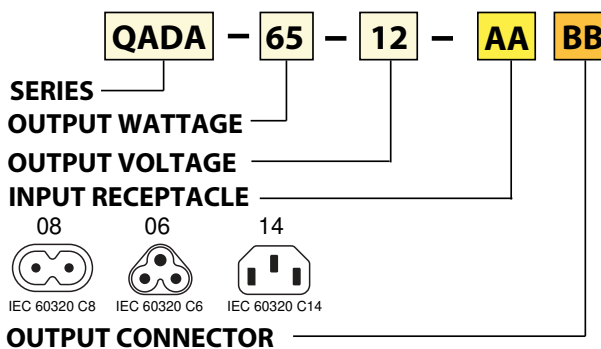 QADA – 65 – 12 – AA BB
SERIES
OUTPUT WATTAGE
OUTPUT VOLTAGE
INPUT RECEPTACLE
08 06 14
IEC 60320 C8 IEC 60320 C6 IEC 60320 C14
OUTPUT CONNECTOR